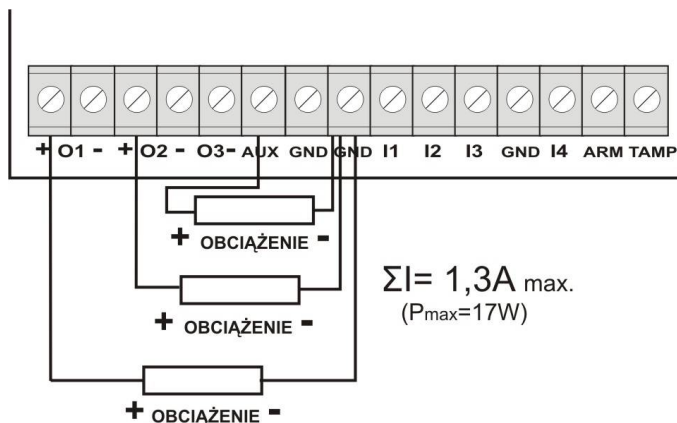 + O1 - + O2 - O3- AUX GND GND I1 I2 I3 GND I4 ARM TAMP
+ OBCIĄŻENIE -
ΣI= 1,3A max.
(Pmax=17W)
+ OBCIĄŻENIE -
+ OBCIĄŻENIE -